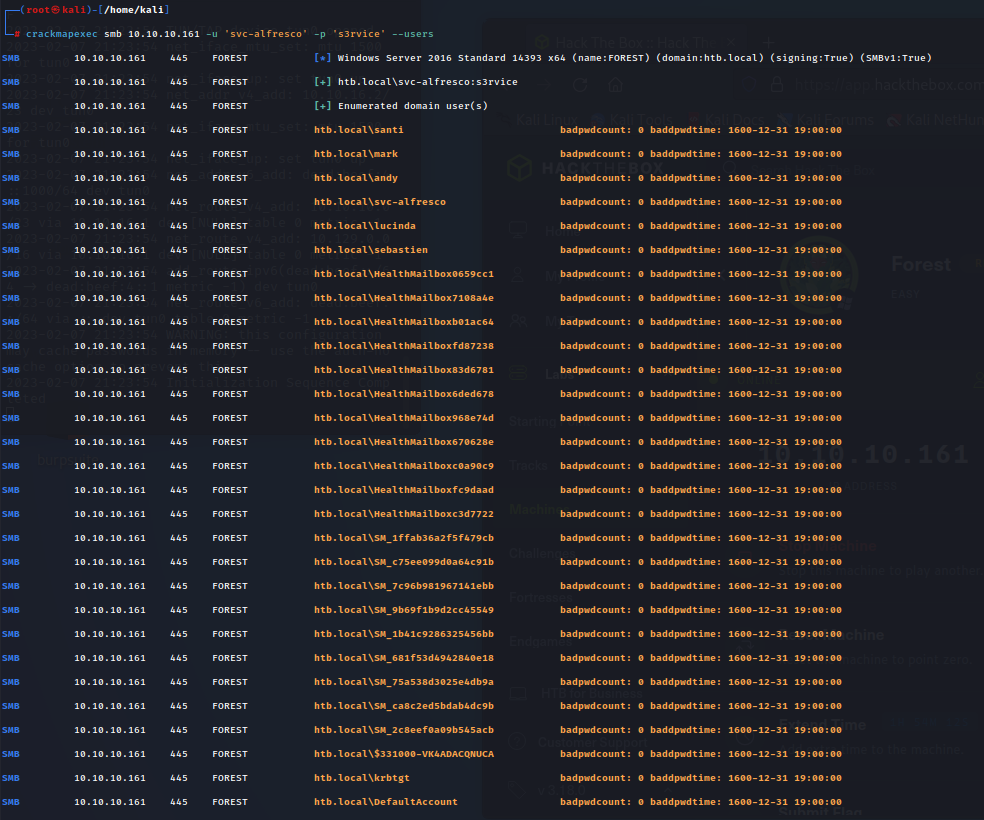 (root㉿kali)-[/home/kali]
# crackmapexec smb 10.10.10.161 -u 'svc-alfresco' -p 's3rvice' --users
SMB 10.10.10.161 445 FOREST [*] Windows Server 2016 Standard 14393 x64 (name:FOREST) (domain:htb.local) (signing:True) (SMBv1:True)
SMB 10.10.10.161 445 FOREST [+] htb.local\svc-alfresco:s3rvice
SMB 10.10.10.161 445 FOREST [+] Enumerated domain user(s)
SMB 10.10.10.161 445 FOREST htb.local\santi badpwdcount: 0 baddpwdtime: 1600-12-31 19:00:00
SMB 10.10.10.161 445 FOREST htb.local\mark badpwdcount: 0 baddpwdtime: 1600-12-31 19:00:00
SMB 10.10.10.161 445 FOREST htb.local\andy badpwdcount: 0 baddpwdtime: 1600-12-31 19:00:00
SMB 10.10.10.161 445 FOREST htb.local\svc-alfresco badpwdcount: 0 baddpwdtime: 1600-12-31 19:00:00
SMB 10.10.10.161 445 FOREST htb.local\lucinda badpwdcount: 0 baddpwdtime: 1600-12-31 19:00:00
SMB 10.10.10.161 445 FOREST htb.local\sebastien badpwdcount: 0 baddpwdtime: 1600-12-31 19:00:00
SMB 10.10.10.161 445 FOREST htb.local\HealthMailbox0659cc1 badpwdcount: 0 baddpwdtime: 1600-12-31 19:00:00
SMB 10.10.10.161 445 FOREST htb.local\HealthMailbox7108a4e badpwdcount: 0 baddpwdtime: 1600-12-31 19:00:00
SMB 10.10.10.161 445 FOREST htb.local\HealthMailboxb01ac64 badpwdcount: 0 baddpwdtime: 1600-12-31 19:00:00
SMB 10.10.10.161 445 FOREST htb.local\HealthMailboxfd87238 badpwdcount: 0 baddpwdtime: 1600-12-31 19:00:00
SMB 10.10.10.161 445 FOREST htb.local\HealthMailbox83d6781 badpwdcount: 0 baddpwdtime: 1600-12-31 19:00:00
SMB 10.10.10.161 445 FOREST htb.local\HealthMailbox6ded678 badpwdcount: 0 baddpwdtime: 1600-12-31 19:00:00
SMB 10.10.10.161 445 FOREST htb.local\HealthMailbox968e74d badpwdcount: 0 baddpwdtime: 1600-12-31 19:00:00
SMB 10.10.10.161 445 FOREST htb.local\HealthMailbox670628e badpwdcount: 0 baddpwdtime: 1600-12-31 19:00:00
SMB 10.10.10.161 445 FOREST htb.local\HealthMailboxc0a90c9 badpwdcount: 0 baddpwdtime: 1600-12-31 19:00:00
SMB 10.10.10.161 445 FOREST htb.local\HealthMailboxfc9daad badpwdcount: 0 baddpwdtime: 1600-12-31 19:00:00
SMB 10.10.10.161 445 FOREST htb.local\HealthMailboxc3d7722 badpwdcount: 0 baddpwdtime: 1600-12-31 19:00:00
SMB 10.10.10.161 445 FOREST htb.local\SM_1ffab36a2f5f479cb badpwdcount: 0 baddpwdtime: 1600-12-31 19:00:00
SMB 10.10.10.161 445 FOREST htb.local\SM_c75ee099d0a64c91b badpwdcount: 0 baddpwdtime: 1600-12-31 19:00:00
SMB 10.10.10.161 445 FOREST htb.local\SM_7c96b981967141ebb badpwdcount: 0 baddpwdtime: 1600-12-31 19:00:00
SMB 10.10.10.161 445 FOREST htb.local\SM_9b69f1b9d2cc45549 badpwdcount: 0 baddpwdtime: 1600-12-31 19:00:00
SMB 10.10.10.161 445 FOREST htb.local\SM_1b41c9286325456bb badpwdcount: 0 baddpwdtime: 1600-12-31 19:00:00
SMB 10.10.10.161 445 FOREST htb.local\SM_681f53d4942840e18 badpwdcount: 0 baddpwdtime: 1600-12-31 19:00:00
SMB 10.10.10.161 445 FOREST htb.local\SM_75a538d3025e4db9a badpwdcount: 0 baddpwdtime: 1600-12-31 19:00:00
SMB 10.10.10.161 445 FOREST htb.local\SM_ca8c2ed5bdab4dc9b badpwdcount: 0 baddpwdtime: 1600-12-31 19:00:00
SMB 10.10.10.161 445 FOREST htb.local\SM_2c8eef0a09b545acb badpwdcount: 0 baddpwdtime: 1600-12-31 19:00:00
SMB 10.10.10.161 445 FOREST htb.local\$331000-VK4ADACQNUCA badpwdcount: 0 baddpwdtime: 1600-12-31 19:00:00
SMB 10.10.10.161 445 FOREST htb.local\krbtgt badpwdcount: 0 baddpwdtime: 1600-12-31 19:00:00
SMB 10.10.10.161 445 FOREST htb.local\DefaultAccount badpwdcount: 0 baddpwdtime: 1600-12-31 19:00:00
HACKTHEBOX
Forest
EASY
10.10.10.161
Extend Time